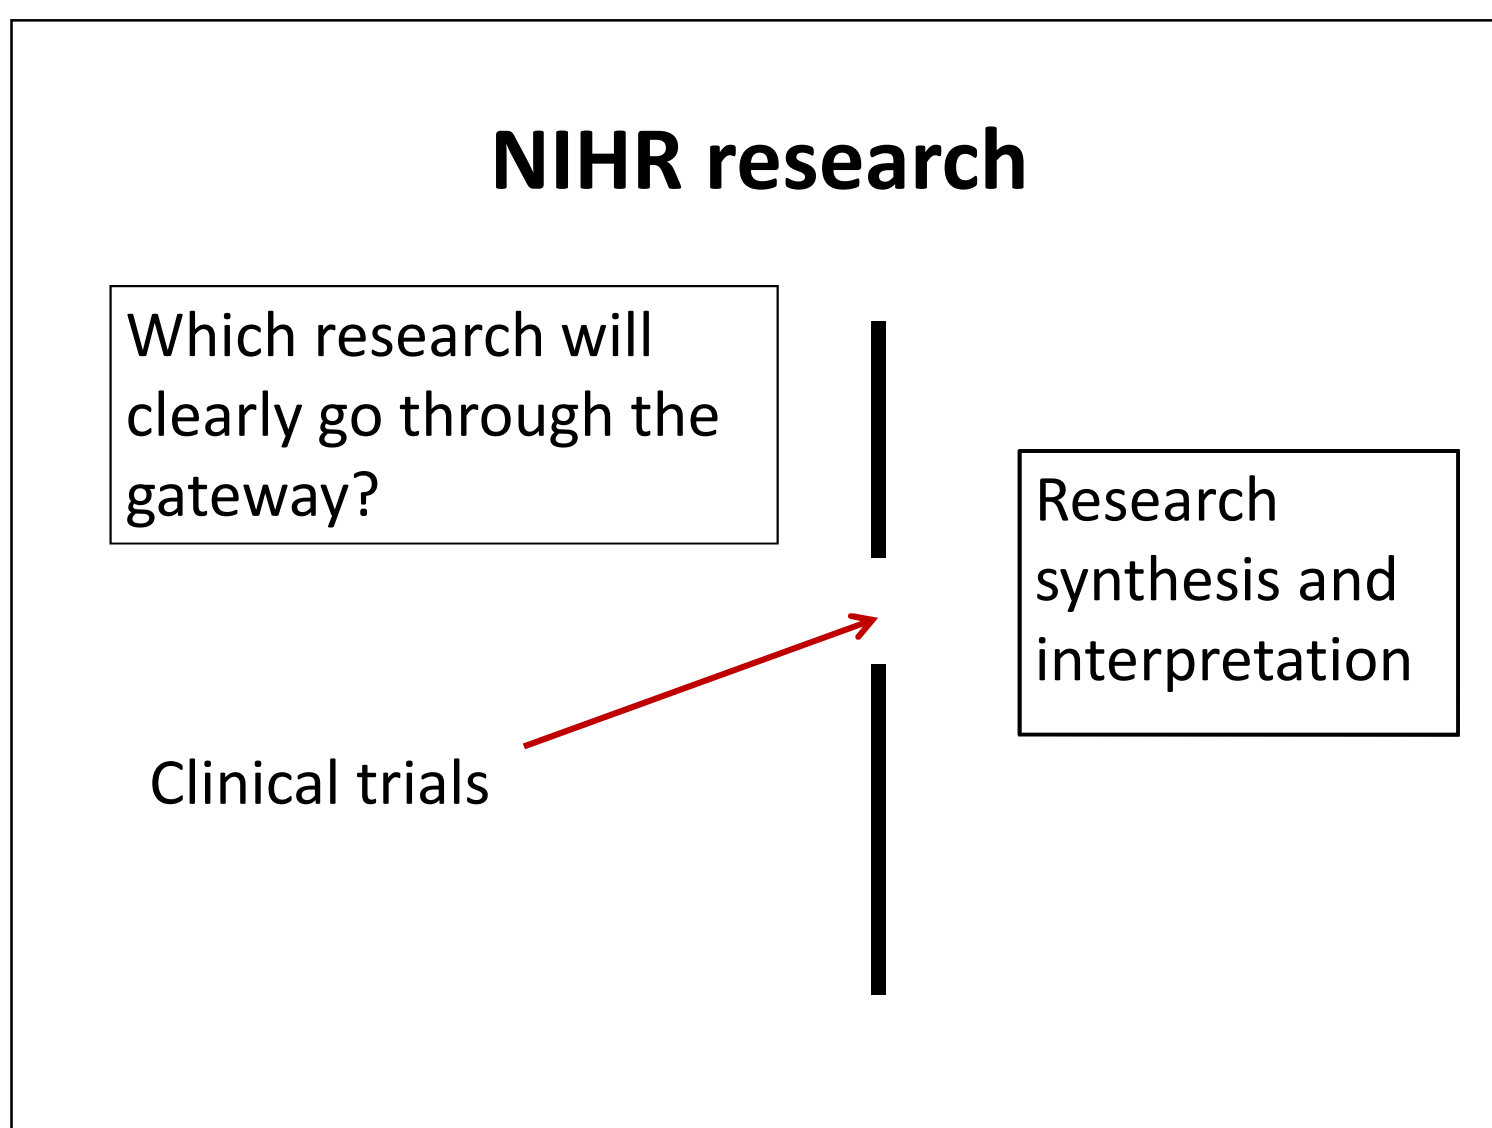 NIHR research
Which research will
clearly go through the
gateway?
Research
synthesis and
interpretation
Clinical trials